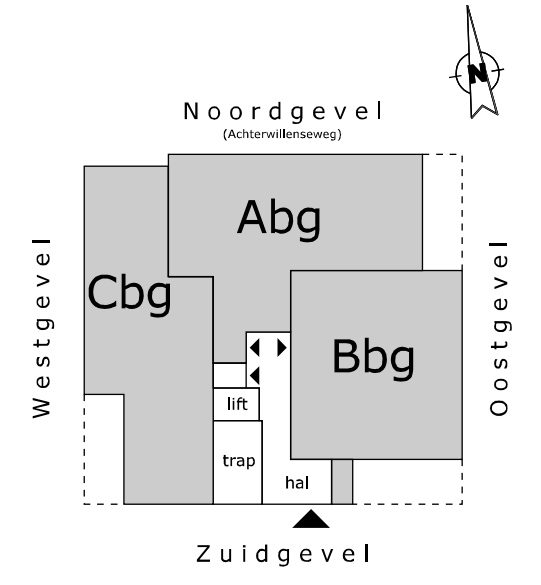 N
Noordgevel
(Achterwillenseweg)
Abg
Cbg
Westgevel
Oostgevel
Bbg
lift
trap
hal
Zuidgevel